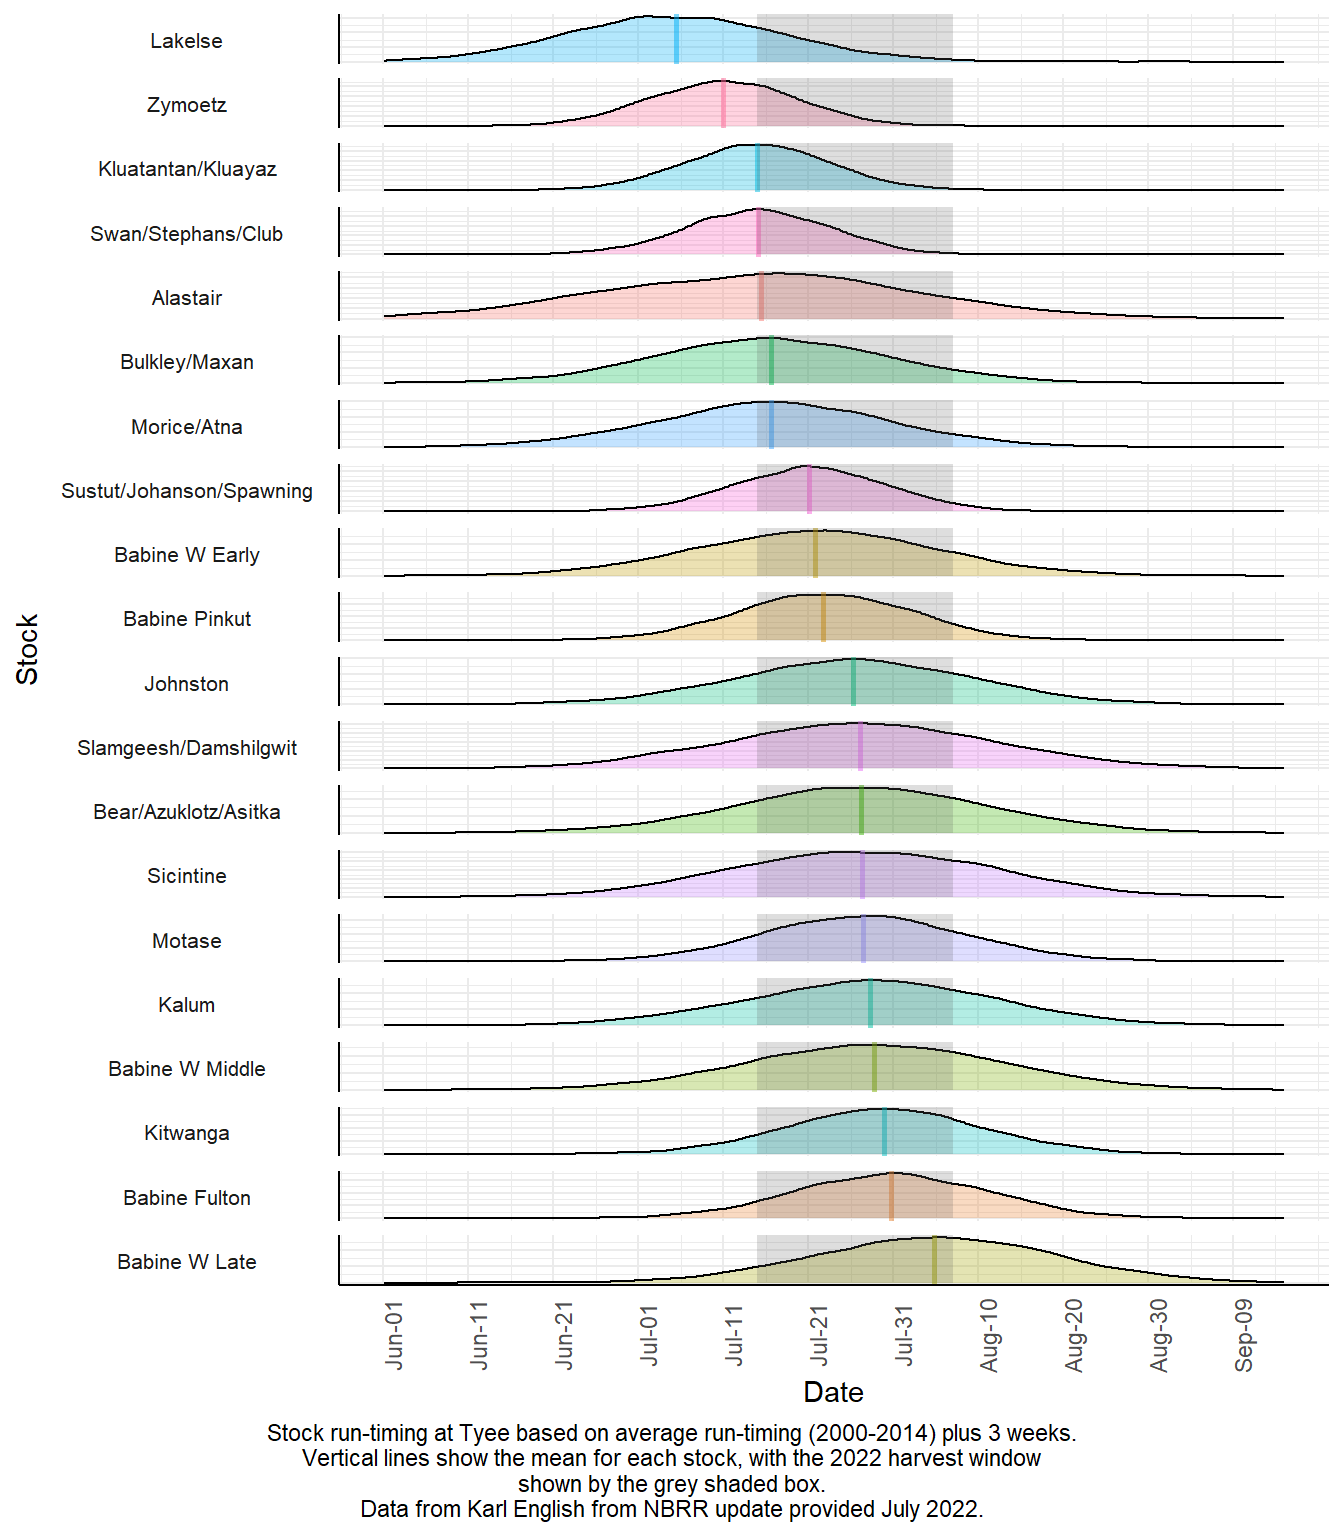 Lakelse
Zymoetz
Kluatantan/Kluayaz
Swan/Stephans/Club
Alastair
Bulkley/Maxan
Morice/Atna
Sustut/Johanson/Spawning
Babine W Early
Babine Pinkut
Johnston
Slamgeesh/Damshilgwit
Bear/Azuklotz/Asitka
Sicintine
Motase
Kalum
Babine W Middle
Kitwanga
Babine Fulton
Babine W Late
Stock
Jun-01
Jun-11
Jun-21
Jul-01
Jul-11
Jul-21
Jul-31
Aug-10
Aug-20
Aug-30
Sep-09
Date
Stock run-timing at Tyee based on average run-timing (2000-2014) plus 3 weeks.
Vertical lines show the mean for each stock, with the 2022 harvest window
shown by the grey shaded box.
Data from Karl English from NBRR update provided July 2022.